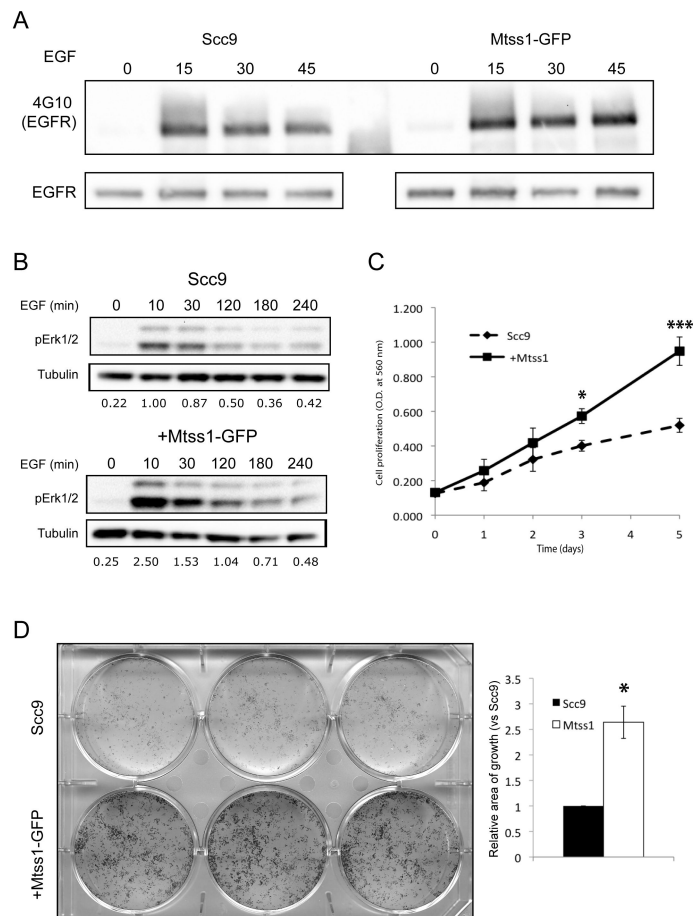 A
Scc9 Mtss1-GFP
EGF 0 15 30 45 0 15 30 45
4G10
(EGFR)
EGFR
B
Scc9
EGF (min) 0 10 30 120 180 240
pErk1/2
Tubulin
0.22 1.00 0.87 0.50 0.36 0.42
+Mtss1-GFP
EGF (min) 0 10 30 120 180 240
pErk1/2
Tubulin
0.25 2.50 1.53 1.04 0.71 0.48
C
Cell proliferation (O.D. at 560 nm)
1.200
1.000
0.800
0.600
0.400
0.200
0.000
Scc9
+Mtss1
*
***
0 1 2 3 4 5
Time (days)
D
Scc9
+Mtss1-GFP
Relative area of growth (vs Scc9)
3.5
3
2.5
2
1.5
1
0.5
0
Scc9
Mtss1
*